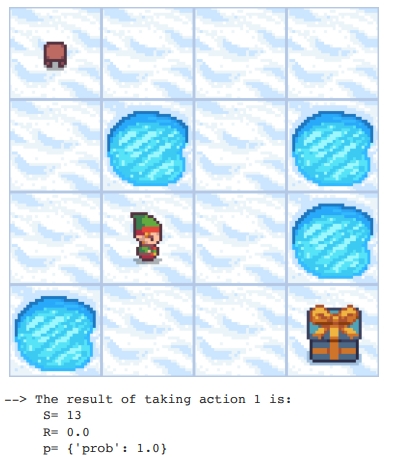 --> The result of taking action 1 is:
S= 13
R= 0.0
p= {'prob': 1.0}